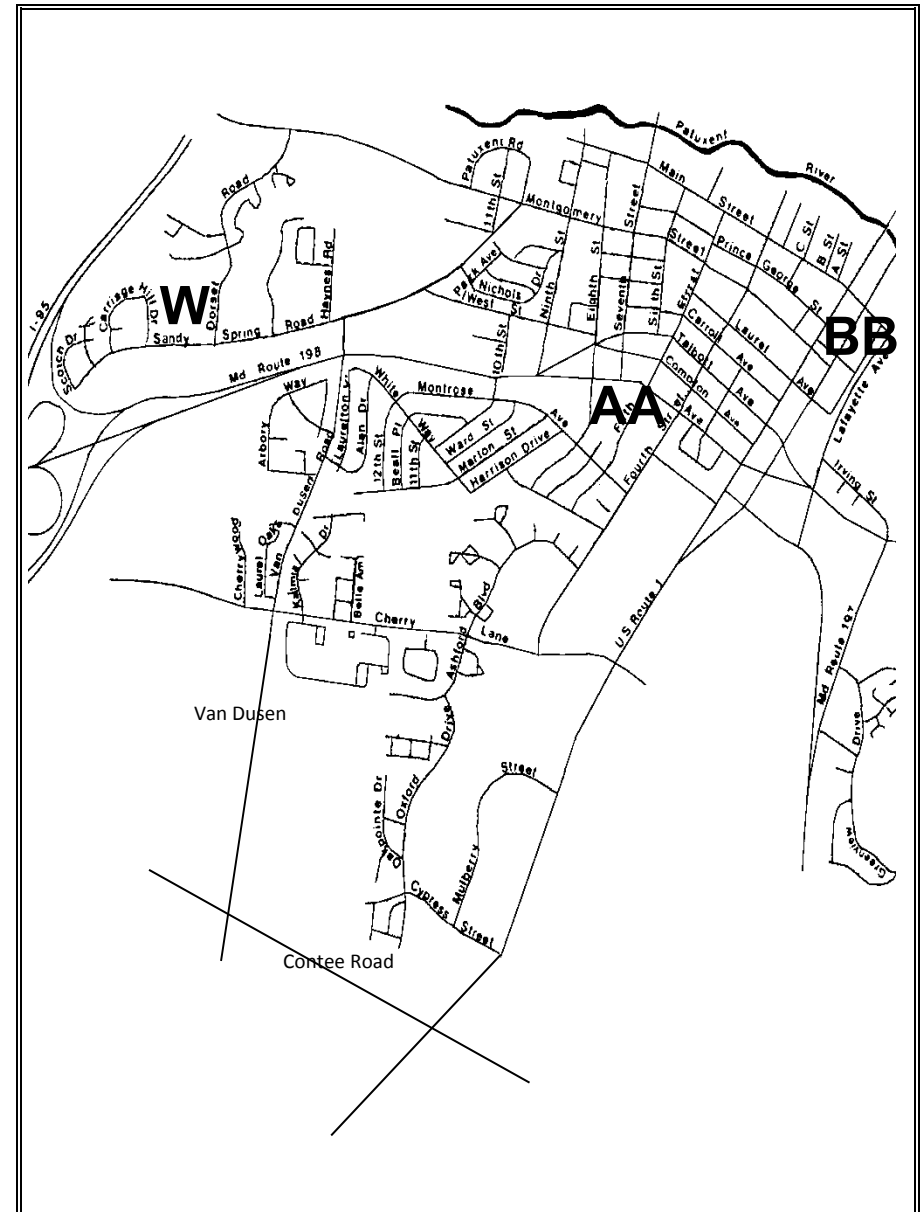 Patuxent
River
Patuxent Rd
11th St
Main
Street
Montgomery
Street
Street
Prince George St
C St
B St
A St
Road
Dorset
Haynes Rd
I-95
Carriage Hill Dr
W
Scotch Dr
Sandy Spring Road
Park Ave
Nichols
Dr
West
St
Ninth St
Eighth St
Seventh
Sixth St
Carroll Ave
Laurel Ave
Talbott Ave
Compton Ave
Ave
BB
Lafayette Ave
Md Route 198
10th St
AA
Fifth
Fourth Street
Way
Arbory
Laurelton
Alan Dr
White Way
Montrose Ave
12th St
Beall Pl
11th St
Ward St
Marion St
Harrison Drive
Irving St
Van Dusen Road
Cherrywood
Laurel Oaks
Kalmia Dr
Belle Ami
Cherry Lane
Ashford Blvd
U.S. Route 1
Md Route 197
Van Dusen
Oxford Drive
Oakpointe Dr
Mulberry Street
Drive
Greenview
Cypress Street
Contee Road